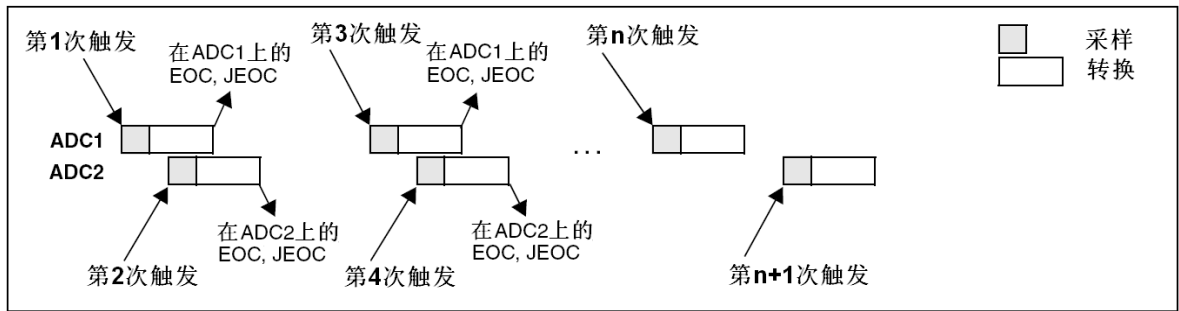 第1次触发
在ADC1上的
EOC, JEOC
第3次触发
在ADC1上的
EOC, JEOC
第n次触发
采样
转换
ADC1
ADC2
...
在ADC2上的
EOC, JEOC
第2次触发
在ADC2上的
EOC, JEOC
第4次触发
第n+1次触发